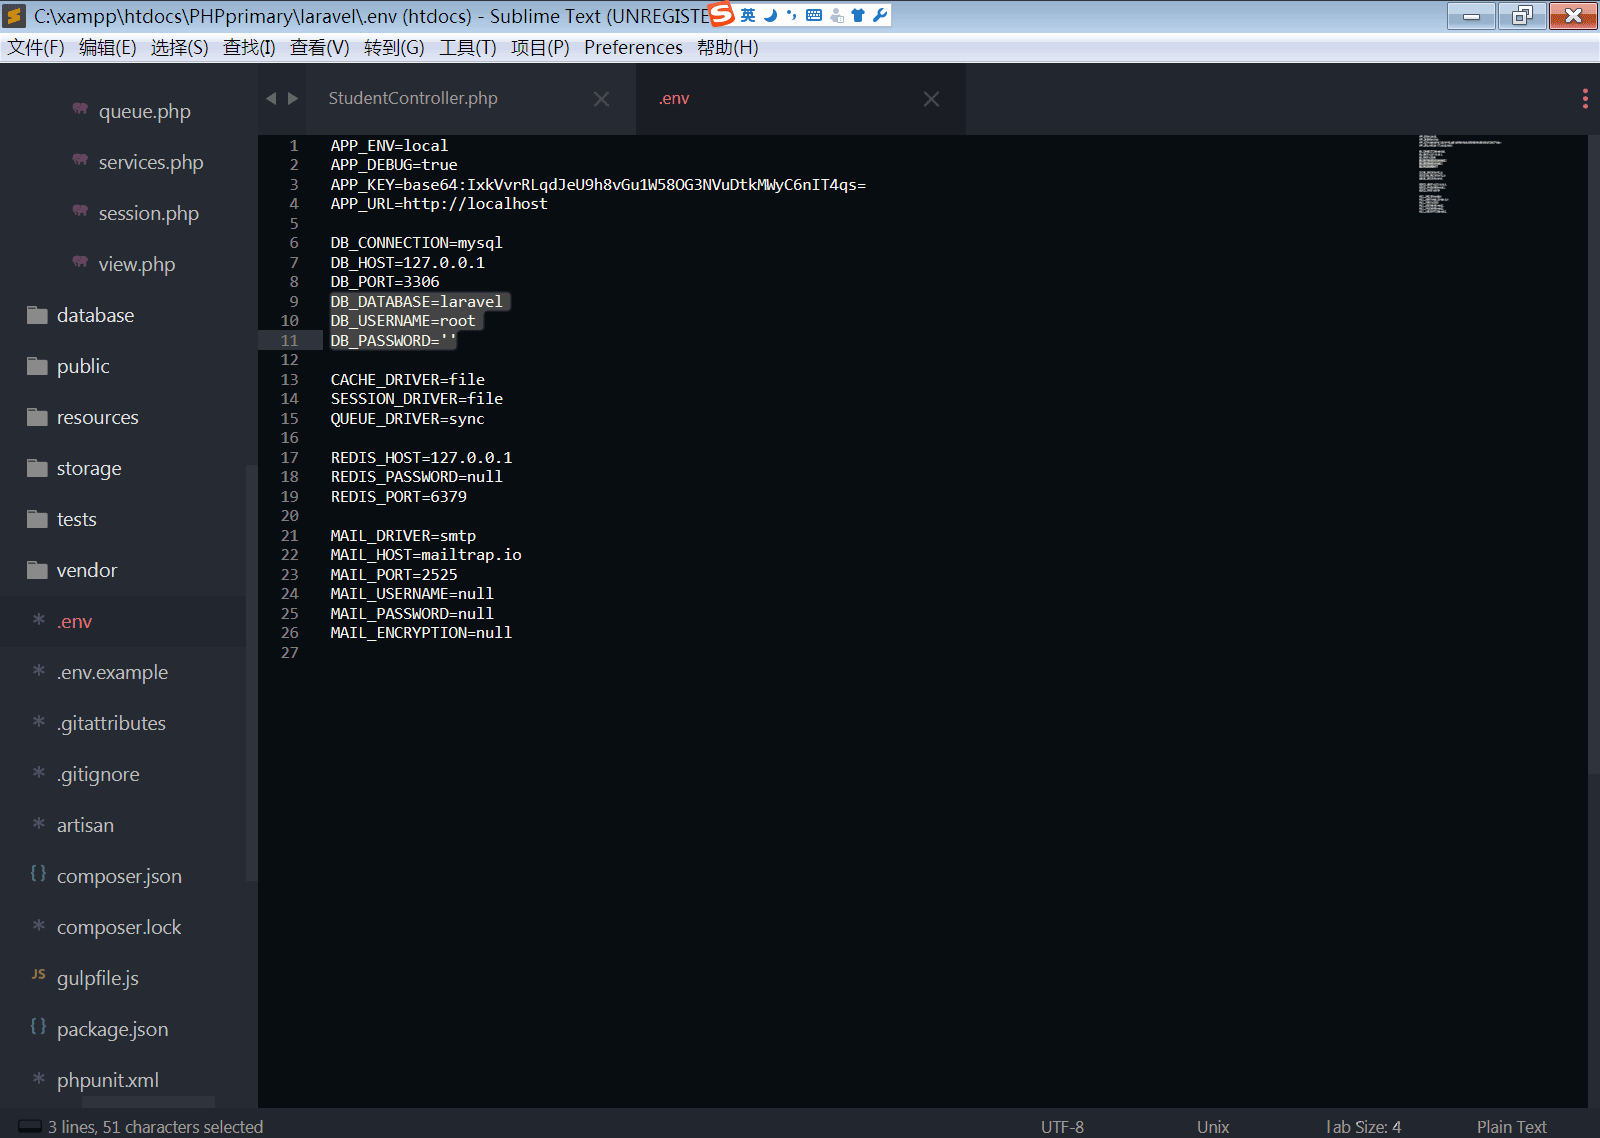 C:\xampp\htdocs\PHPprimary\laravel\.env (htdocs) - Sublime Text (UNREGISTE
英
文件(F) 编辑(E) 选择(S) 查找(I) 查看(V) 转到(G) 工具(T) 项目(P) Preferences 帮助(H)
queue.php
services.php
session.php
view.php
database
public
resources
storage
tests
vendor
.env
.env.example
.gitattributes
.gitignore
artisan
{} composer.json
composer.lock
JS gulpfile.js
{} package.json
phpunit.xml
StudentController.php
.env
1 APP_ENV=local
2 APP_DEBUG=true
3 APP_KEY=base64:IxkVvrRLqdJeU9h8vGu1W58OG3NVuDtkMWyC6nIT4qs=
4 APP_URL=http://localhost
5
6 DB_CONNECTION=mysql
7 DB_HOST=127.0.0.1
8 DB_PORT=3306
9 DB_DATABASE=laravel
10 DB_USERNAME=root
11 DB_PASSWORD=''
12
13 CACHE_DRIVER=file
14 SESSION_DRIVER=file
15 QUEUE_DRIVER=sync
16
17 REDIS_HOST=127.0.0.1
18 REDIS_PASSWORD=null
19 REDIS_PORT=6379
20
21 MAIL_DRIVER=smtp
22 MAIL_HOST=mailtrap.io
23 MAIL_PORT=2525
24 MAIL_USERNAME=null
25 MAIL_PASSWORD=null
26 MAIL_ENCRYPTION=null
27
3 lines, 51 characters selected
UTF-8
Unix
Tab Size: 4
Plain Text